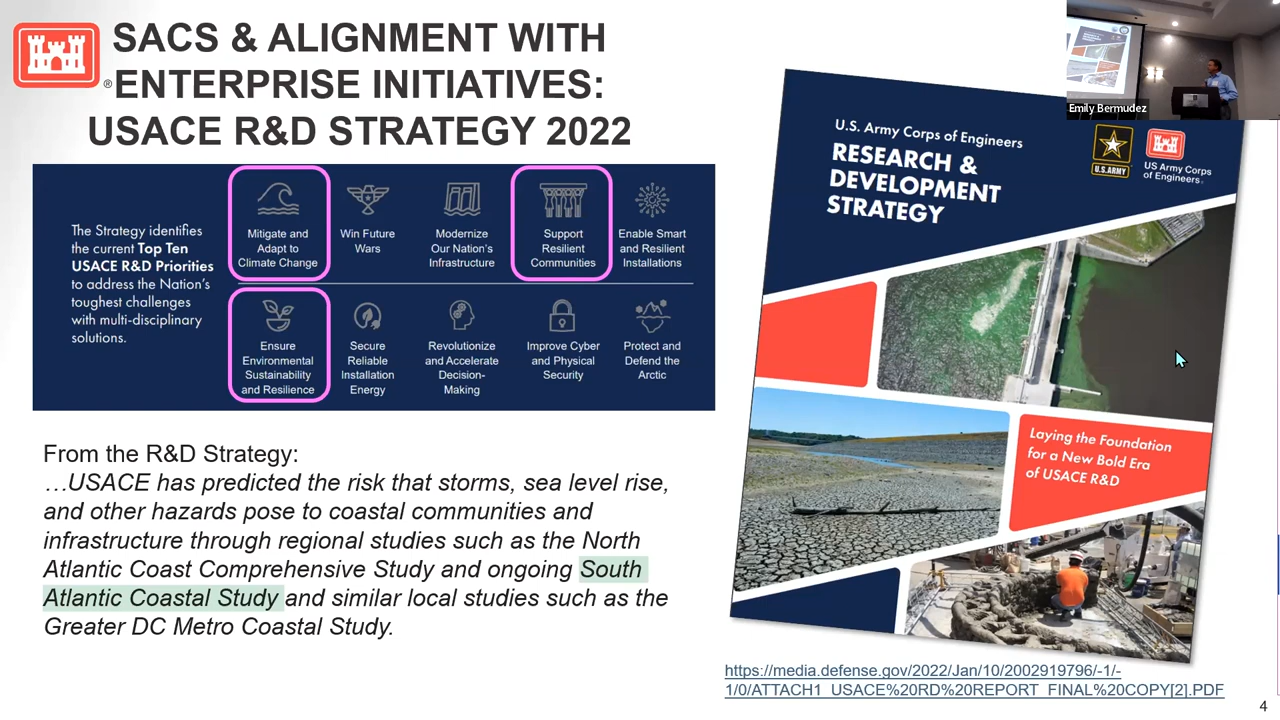 SACS & ALIGNMENT WITH
ENTERPRISE INITIATIVES:
USACE R&D STRATEGY 2022
®
The Strategy identifies
the current Top Ten
USACE R&D Priorities
to address the Nation's
toughest challenges
with multi-disciplinary
solutions.
Mitigate and
Adapt to
Climate Change
Win Future
Wars
Modernize
Our Nation's
Infrastructure
Support
Resilient
Communities
Enable Smart
and Resilient
Installations
Ensure
Environmental
Sustainability
and Resilience
Secure
Reliable
Installation
Energy
Revolutionize
and Accelerate
Decision-
Making
Improve Cyber
and Physical
Security
Protect and
Defend the
Arctic
From the R&D Strategy:
…USACE has predicted the risk that storms, sea level rise,
and other hazards pose to coastal communities and
infrastructure through regional studies such as the North
Atlantic Coast Comprehensive Study and ongoing South
Atlantic Coastal Study and similar local studies such as the
Greater DC Metro Coastal Study.
Emily Bermudez
U.S. Army Corps of Engineers
RESEARCH &
DEVELOPMENT
STRATEGY
U.S. ARMY
US Army Corps
of Engineers®
Laying the Foundation
for a New Bold Era
of USACE R&D
https://media.defense.gov/2022/Jan/10/2002919796/-1/-
1/0/ATTACH1_USACE%20RD%20REPORT_FINAL%20COPY[2].PDF
4